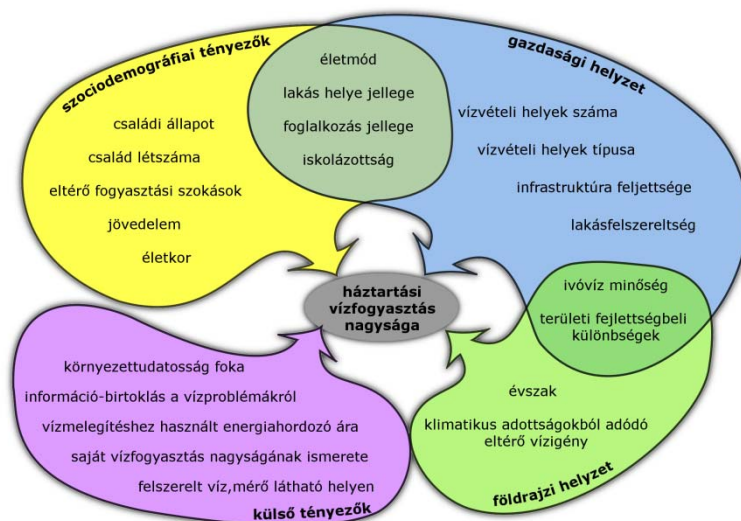 szociodemográfiai tényezők
családi állapot
család létszáma
eltérő fogyasztási szokások
jövedelem
életkor
életmód
lakás helye jellege
foglalkozás jellege
iskolázottság
gazdasági helyzet
vízvételi helyek száma
vízvételi helyek típusa
infrastruktúra feljettsége
lakásfelszereltség
háztartási
vízfogyasztás
nagysága
ivóvíz minőség
területi fejlettségbeli
különbségek
környezettudatosság foka
információ-birtoklás a vízproblémákról
vízmelegítéshez használt energiahordozó ára
saját vízfogyasztás nagyságának ismerete
felszerelt víz,mérő látható helyen
külső tényezők
évszak
klimatikus adottságokból adódó
eltérő vízigény
földrajzi helyzet